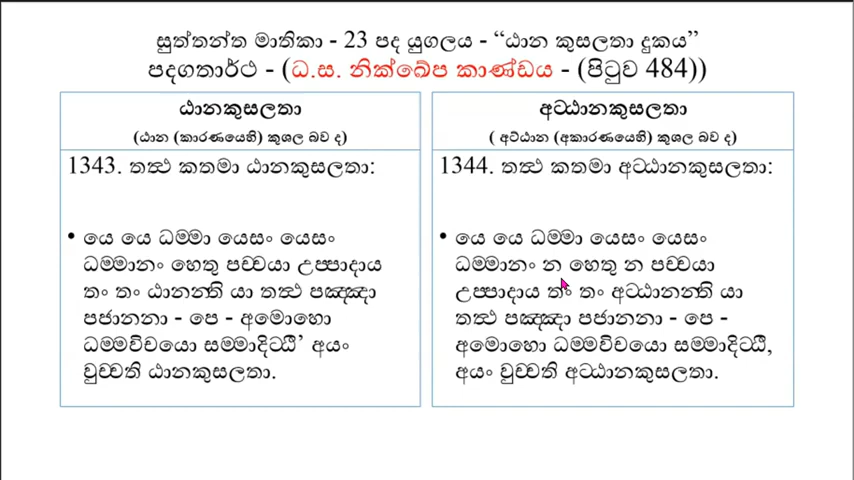 සුත්තන්ත මාතිකා - 23 පද යුගලය - “ඨාන කුසලතා දුකය”
පදගතාර්ථ - (ධ.ස. නික්ඛේප කාණ්ඩය - (පිටුව 484))
ඨානකුසලතා
(ඨාන (කාරණයෙහි) කුශල බව ද)
1343. තත්‍ථ කතමා ඨානකුසලතා:
• යෙ යෙ ධම්මා යෙසං යෙසං
ධම්මානං හෙතු පච්චයා උප්පාදාය
තං තං ඨානන්ති යා තත්‍ථ පඤ්ඤා
පජානනා - පෙ - අමොහො
ධම්මවිචයො සම්මාදිට්ඨි’ අයං
වුච්චති ඨානකුසලතා.
අට්ඨානකුසලතා
( අට්ඨාන (අකාරණයෙහි) කුශල බව ද)
1344. තත්‍ථ කතමා අට්ඨානකුසලතා:
• යෙ යෙ ධම්මා යෙසං යෙසං
ධම්මානං න හෙතු න පච්චයා
උප්පාදාය තං තං අට්ඨානන්ති යා
තත්‍ථ පඤ්ඤා පජානනා - පෙ -
අමොහො ධම්මවිචයො සම්මාදිට්ඨි,
අයං වුච්චති අට්ඨානකුසලතා.